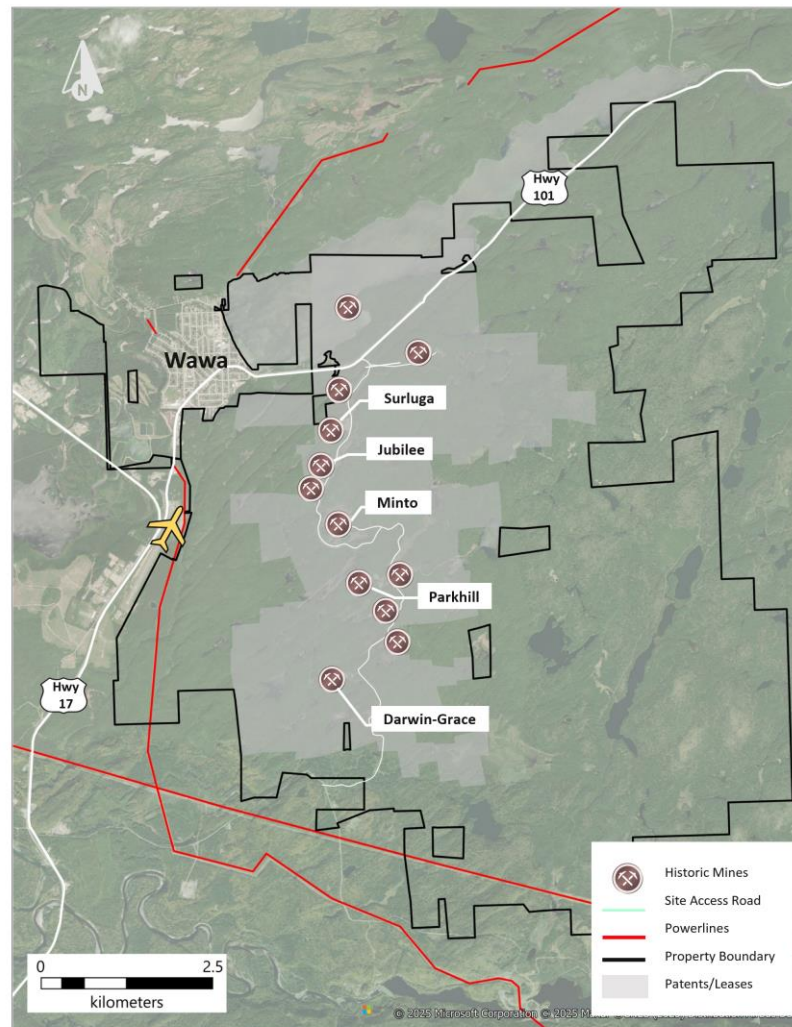 N
Hwy
101
Wawa
Surluga
Jubilee
Minto
Parkhill
Darwin-Grace
Hwy
17
Historic Mines
Site Access Road
Powerlines
Property Boundary
Patents/Leases
0 2.5
kilometers
© 2025 Microsoft Corporation © 2025